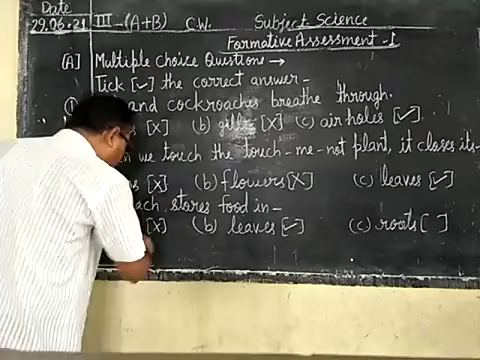 Date
29.06.21 III - (A+B) C.W. Subject Science
Formative Assessment - I
[A] Multiple Choice Questions →
Tick [✓] the correct answer -
and cockroaches breathe through.
[X] (b) gills [X] (c) air holes [✓].
we touch the touch-me-not plant, it closes its-
[X] (b) flowers [X] (c) leaves [✓]
stores food in-
[X] (b) leaves [✓] (c) roots [ ]